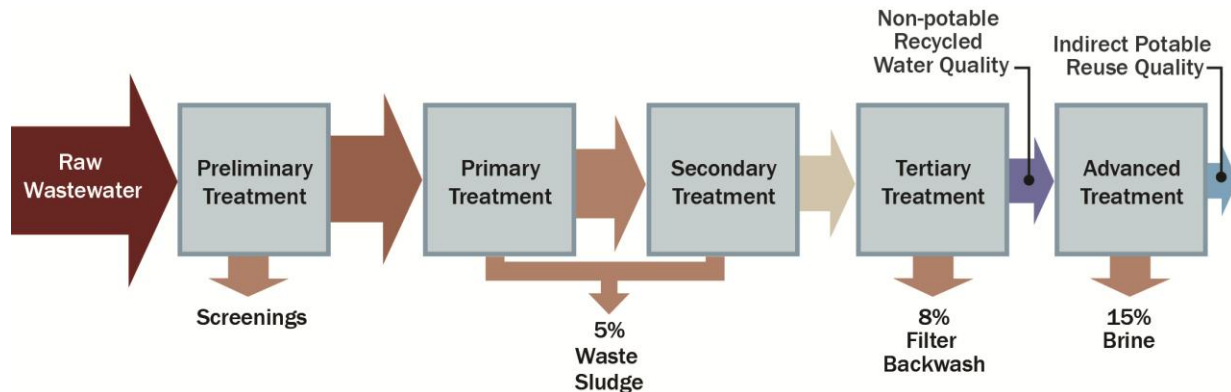 Non-potable
Recycled
Water Quality
Indirect Potable
Reuse Quality
Raw
Wastewater
Preliminary
Treatment
Primary
Treatment
Secondary
Treatment
Tertiary
Treatment
Advanced
Treatment
Screenings
5%
Waste
Sludge
8%
Filter
Backwash
15%
Brine